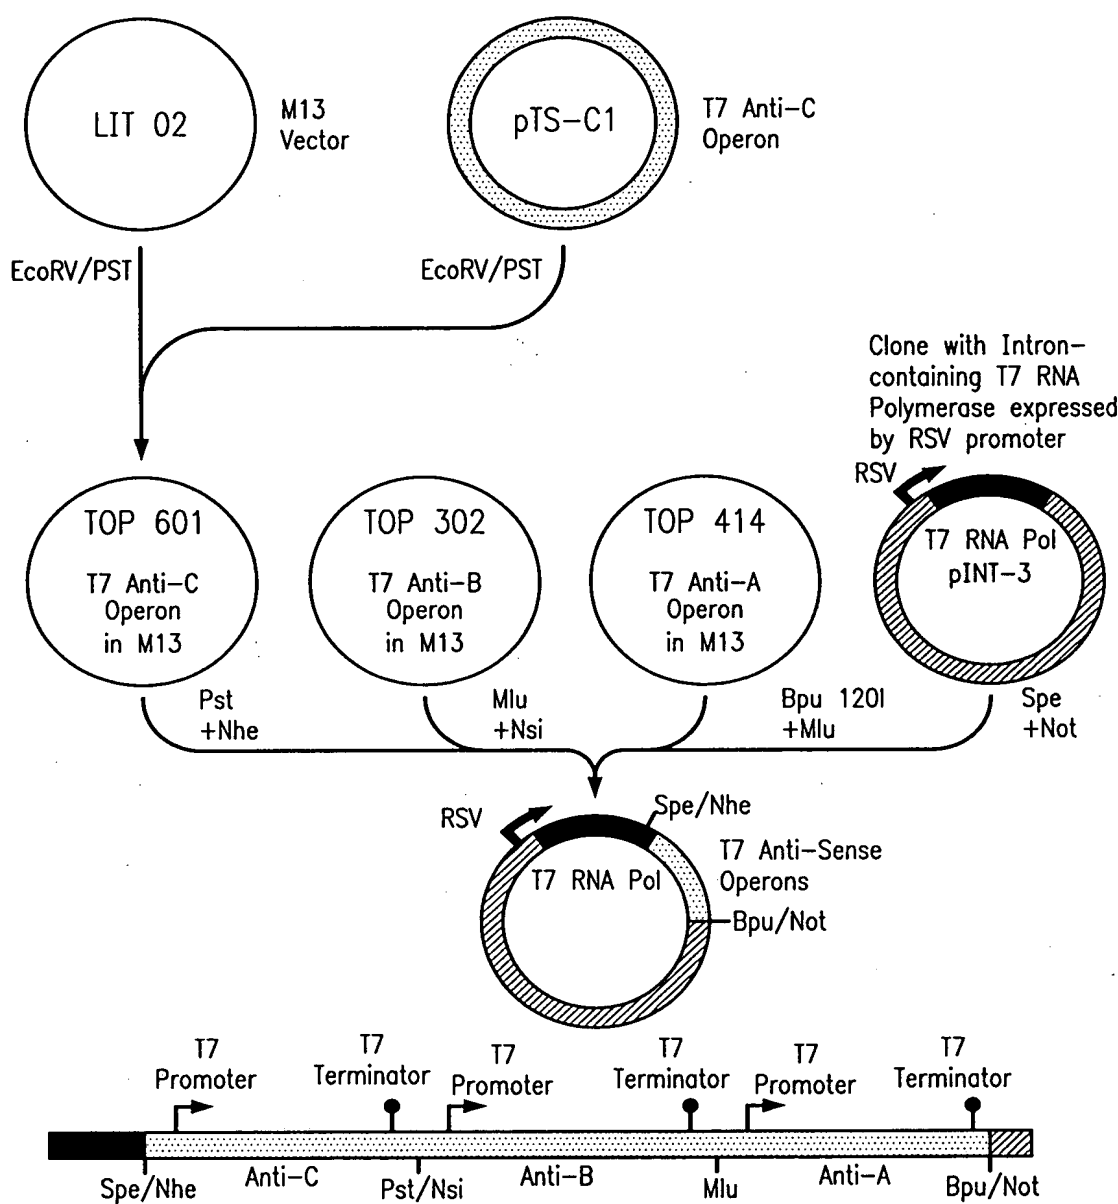 LIT 02
M13
Vector
pTS-C1
T7 Anti-C
Operon
EcoRV/PST
EcoRV/PST
Clone with Intron-
containing T7 RNA
Polymerase expressed
by RSV promoter
RSV
TOP 601
T7 Anti-C
Operon
in M13
TOP 302
T7 Anti-B
Operon
in M13
TOP 414
T7 Anti-A
Operon
in M13
T7 RNA Pol
pINT-3
Pst
+Nhe
Mlu
+Nsi
Bpu 120I
+Mlu
Spe
+Not
RSV
Spe/Nhe
T7 RNA Pol
T7 Anti-Sense
Operons
Bpu/Not
T7
Promoter
T7
Terminator
T7
Promoter
T7
Terminator
T7
Promoter
T7
Terminator
Spe/Nhe
Anti-C
Pst/Nsi
Anti-B
Mlu
Anti-A
Bpu/Not